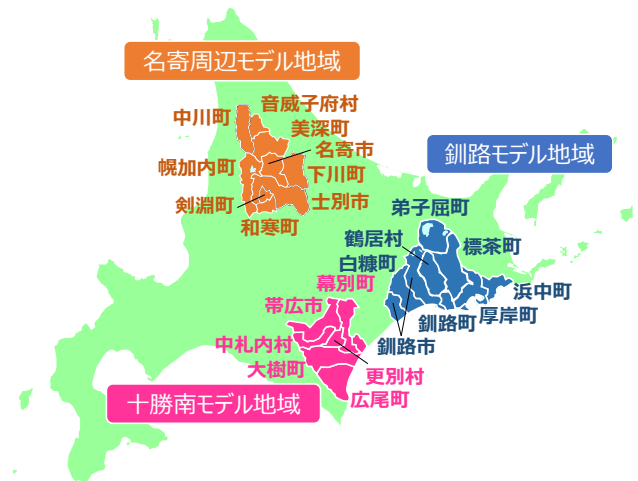 名寄周辺モデル地域
中川町
音威子府村
美深町
名寄市
幌加内町
下川町
剣淵町
士別市
和寒町
釧路モデル地域
弟子屈町
鶴居村
標茶町
白糠町
浜中町
厚岸町
釧路町
釧路市
幕別町
帯広市
中札内村
大樹町
更別村
広尾町
十勝南モデル地域